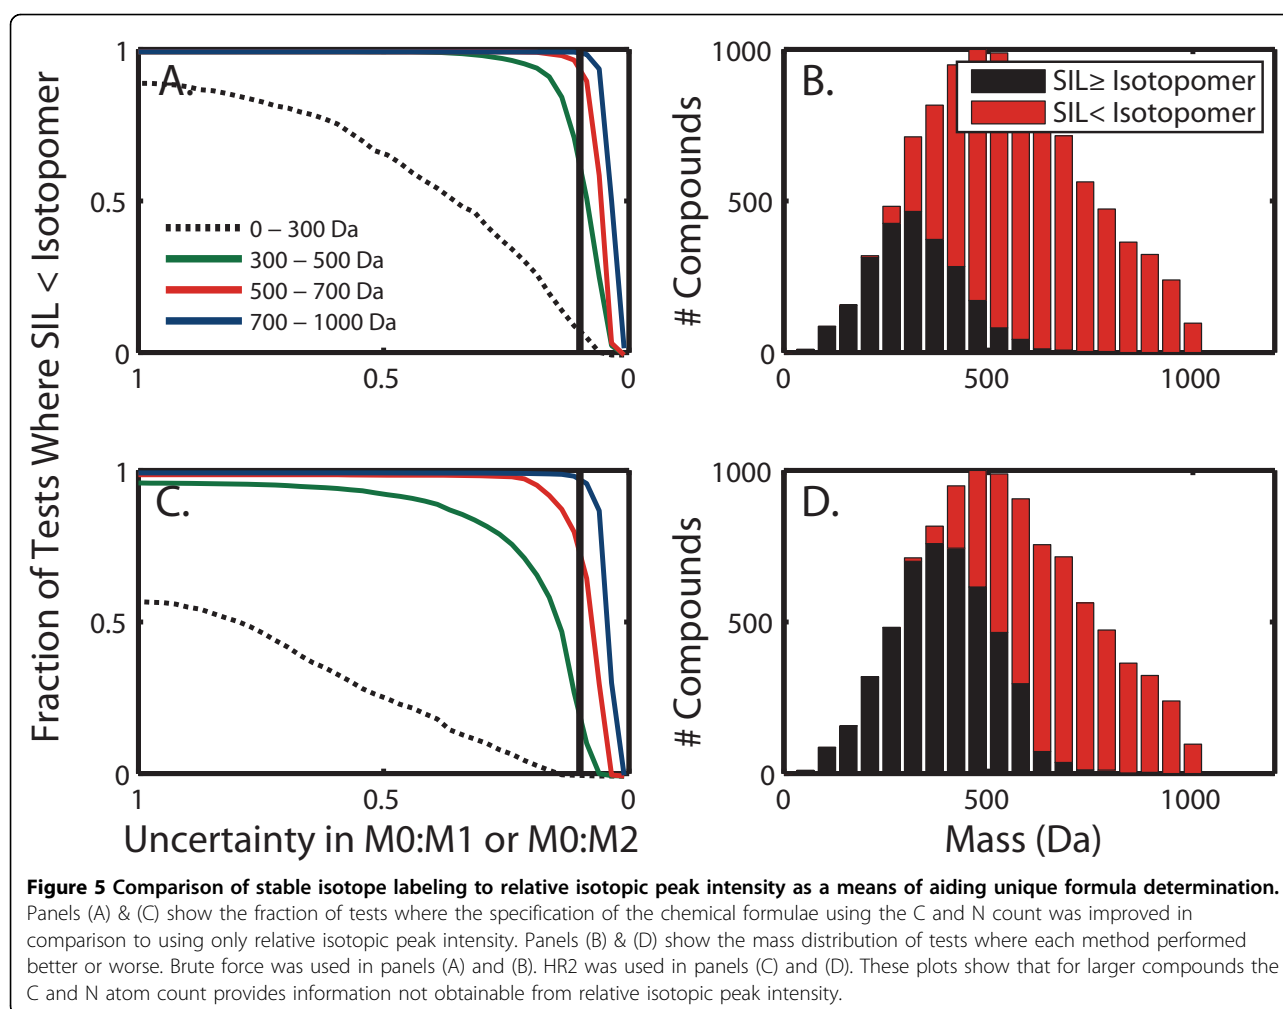 Fraction of Tests Where SIL < Isotopomer
A.
1
0.5
0
0 – 300 Da
300 – 500 Da
500 – 700 Da
700 – 1000 Da
1
0.5
0
# Compounds
B.
1000
500
0
SIL≥ Isotopomer
SIL< Isotopomer
0
500
1000
C.
1
0.5
0
1
0.5
0
Uncertainty in M0:M1 or M0:M2
# Compounds
D.
1000
500
0
0
500
1000
Mass (Da)
Figure 5 Comparison of stable isotope labeling to relative isotopic peak intensity as a means of aiding unique formula determination.
Panels (A) & (C) show the fraction of tests where the specification of the chemical formulae using the C and N count was improved in
comparison to using only relative isotopic peak intensity. Panels (B) & (D) show the mass distribution of tests where each method performed
better or worse. Brute force was used in panels (A) and (B). HR2 was used in panels (C) and (D). These plots show that for larger compounds the
C and N atom count provides information not obtainable from relative isotopic peak intensity.